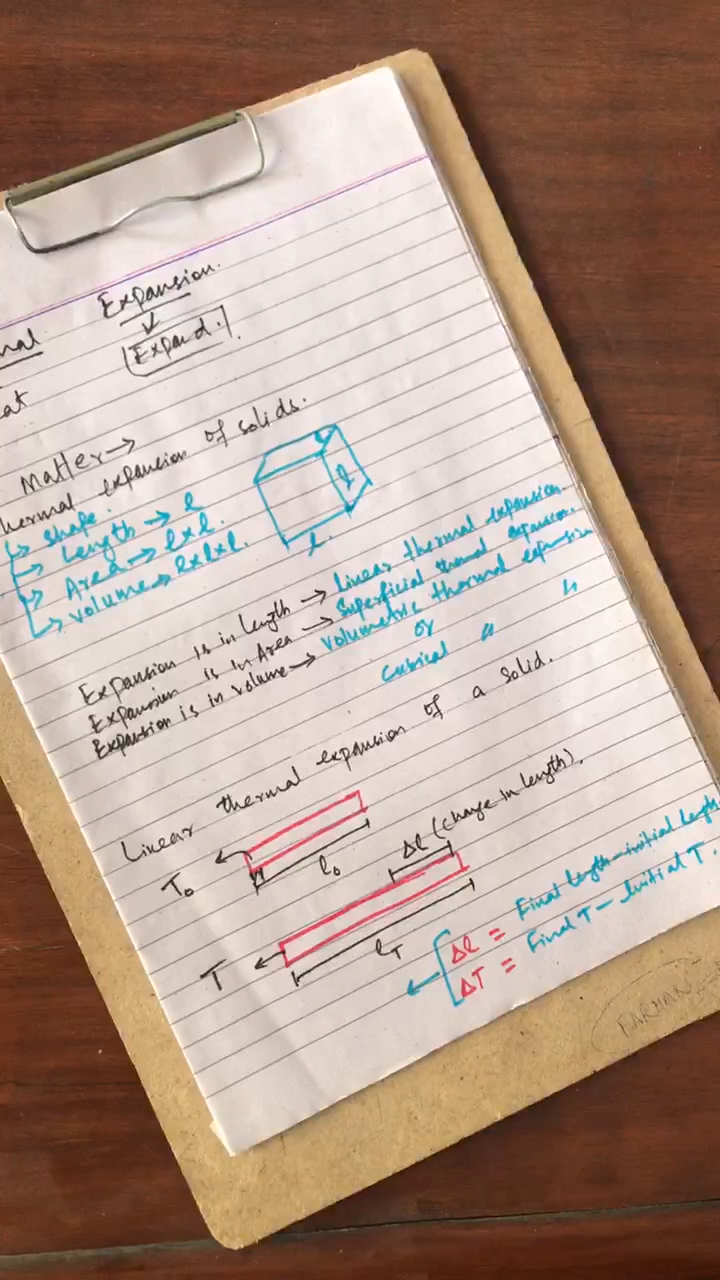 Expansion.
Expand.
Matter →
thermal expansion of solids.
→ shape.
→ Length → l
→ Area → l×l.
→ volume → l×l×l.
l
l
l
Expansion is in length → Linear thermal expansion
Expansion is in Area → Superficial thermal expansion
Expansion is in volume → volumetric thermal expansion
or
Cubical " "
Linear thermal expansion of a solid.
T₀
l₀
Δl (change in length).
T
lT
Δl = Final length - initial length
ΔT = Final T - Initial T.
FARHAN